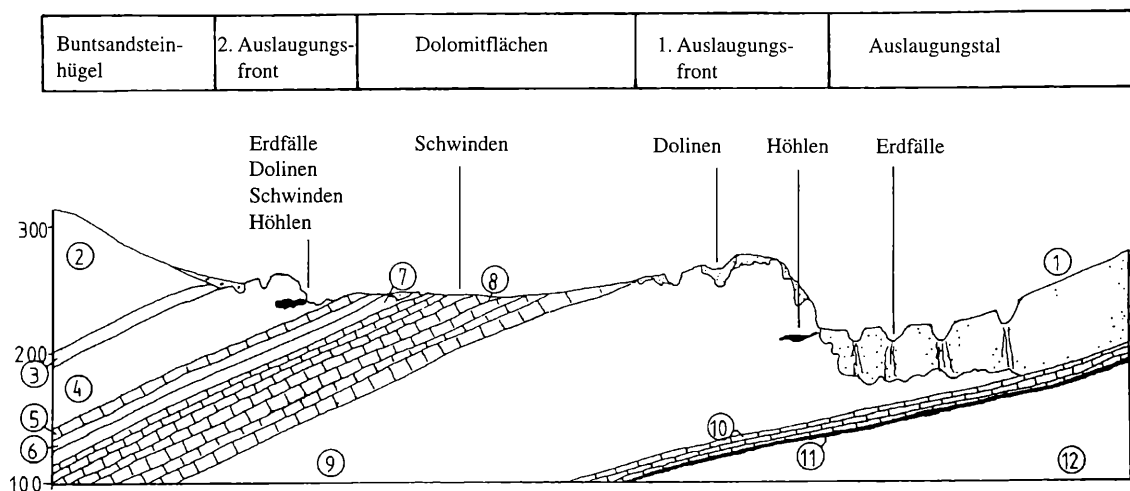 Buntsandstein-
hügel
2. Auslaugungs-
front
Dolomitflächen
1. Auslaugungs-
front
Auslaugungstal
Erdfälle
Dolinen
Schwinden
Höhlen
Schwinden
Dolinen
Höhlen
Erdfälle
300
200
100
2
7
8
1
3
4
5
6
9
10
11
12